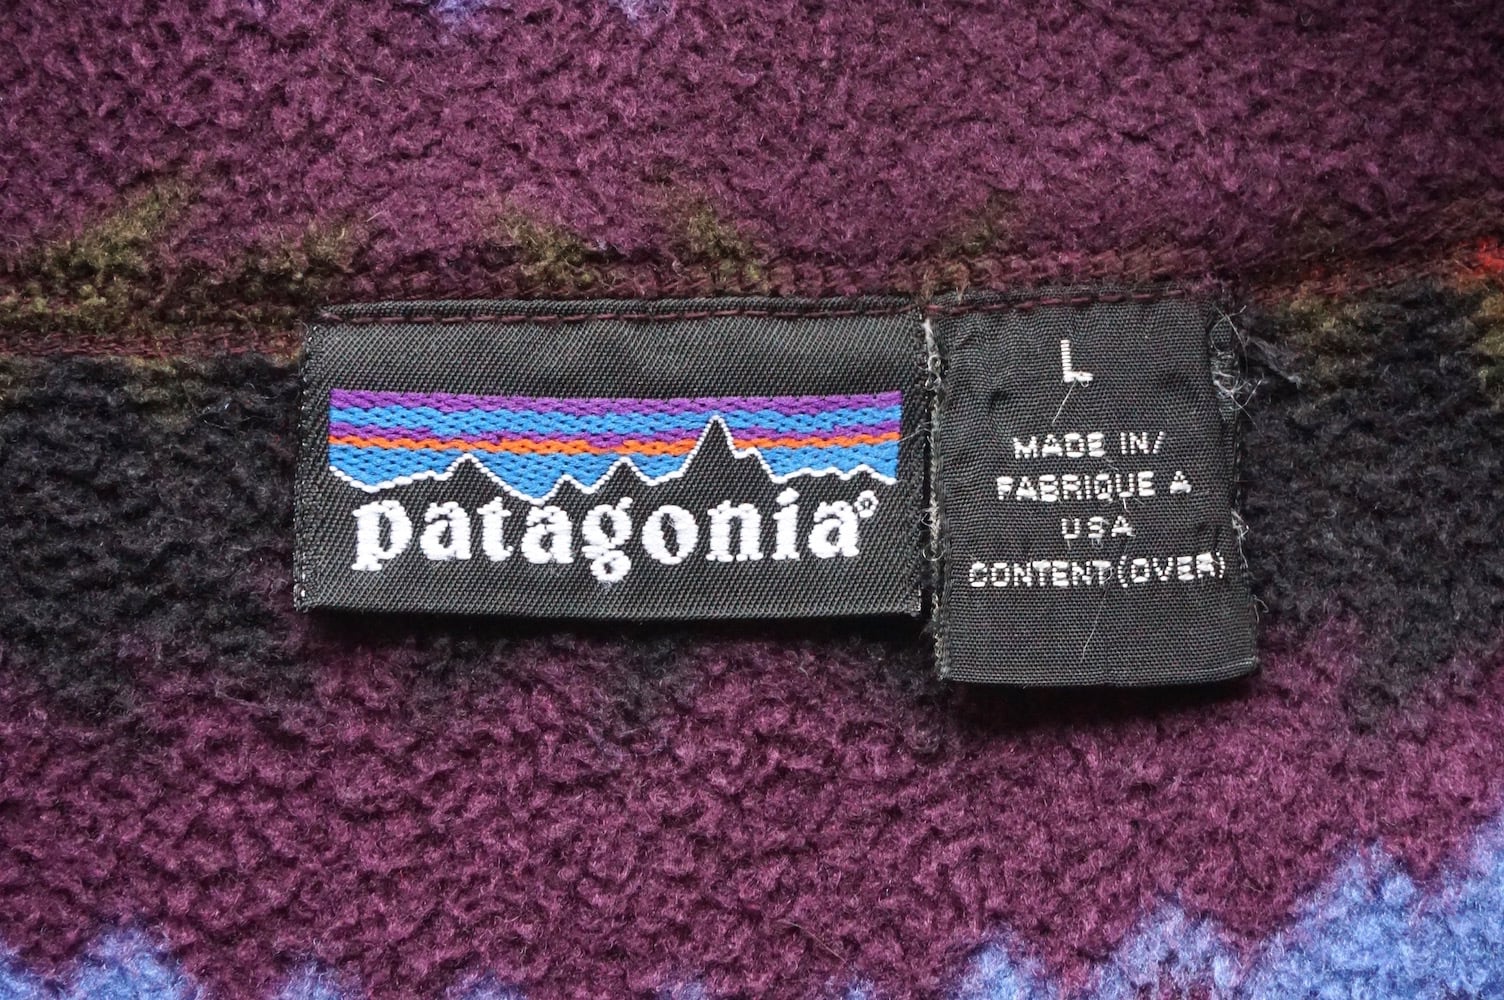 patagonia®
L
MADE IN/
FABRIQUE A
USA
CONTENT (OVER)